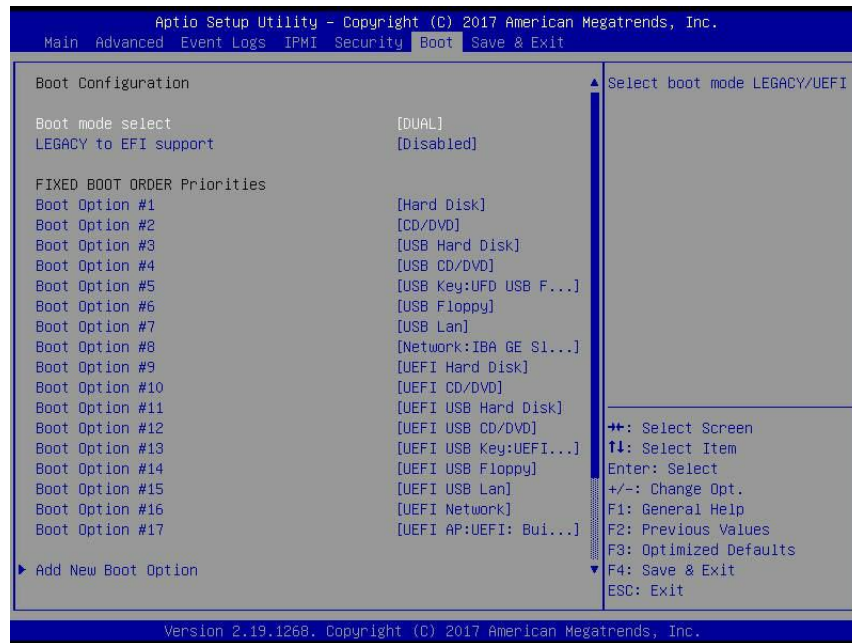 Aptio Setup Utility – Copyright (C) 2017 American Megatrends, Inc.
Main Advanced Event Logs IPMI Security Boot Save & Exit
Boot Configuration
Boot mode select [DUAL]
LEGACY to EFI support [Disabled]
FIXED BOOT ORDER Priorities
Boot Option #1 [Hard Disk]
Boot Option #2 [CD/DVD]
Boot Option #3 [USB Hard Disk]
Boot Option #4 [USB CD/DVD]
Boot Option #5 [USB Key:UFD USB F...]
Boot Option #6 [USB Floppy]
Boot Option #7 [USB Lan]
Boot Option #8 [Network:IBA GE Sl...]
Boot Option #9 [UEFI Hard Disk]
Boot Option #10 [UEFI CD/DVD]
Boot Option #11 [UEFI USB Hard Disk]
Boot Option #12 [UEFI USB CD/DVD]
Boot Option #13 [UEFI USB Key:UEFI...]
Boot Option #14 [UEFI USB Floppy]
Boot Option #15 [UEFI USB Lan]
Boot Option #16 [UEFI Network]
Boot Option #17 [UEFI AP:UEFI: Bui...]
Add New Boot Option
Select boot mode LEGACY/UEFI
→←: Select Screen
↑↓: Select Item
Enter: Select
+/-: Change Opt.
F1: General Help
F2: Previous Values
F3: Optimized Defaults
F4: Save & Exit
ESC: Exit
Version 2.19.1268. Copyright (C) 2017 American Megatrends, Inc.